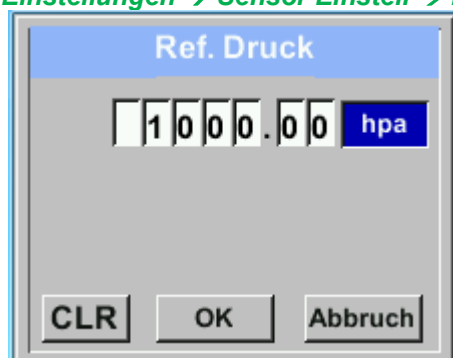 Einstellungen → Sensor Einstell →
Ref. Druck
1000.00 hpa
CLR OK Abbruch